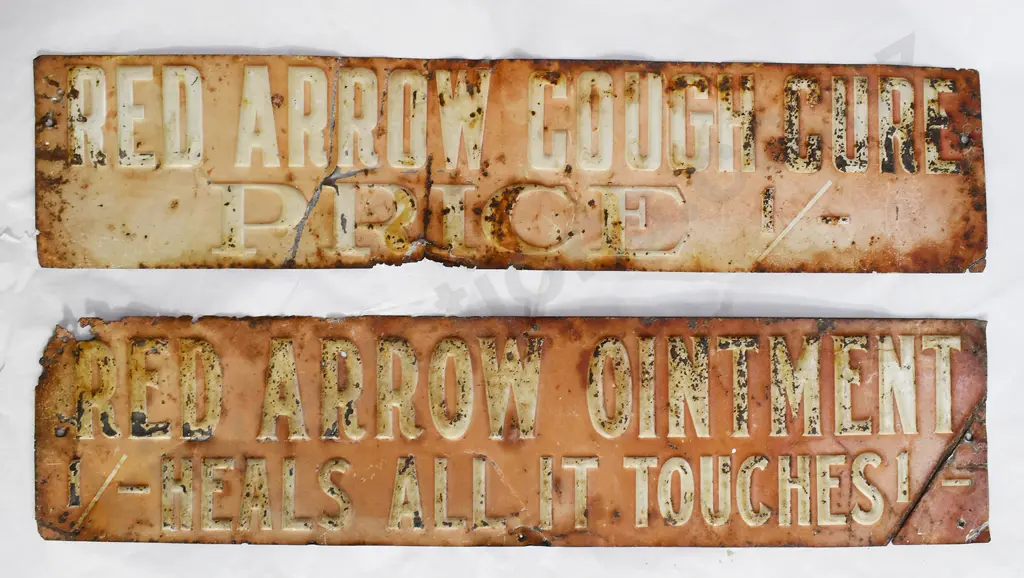 RED ARROW COUGH CURE
PRICE 1/-
RED ARROW OINTMENT
1/- HEALS ALL IT TOUCHES 1/-